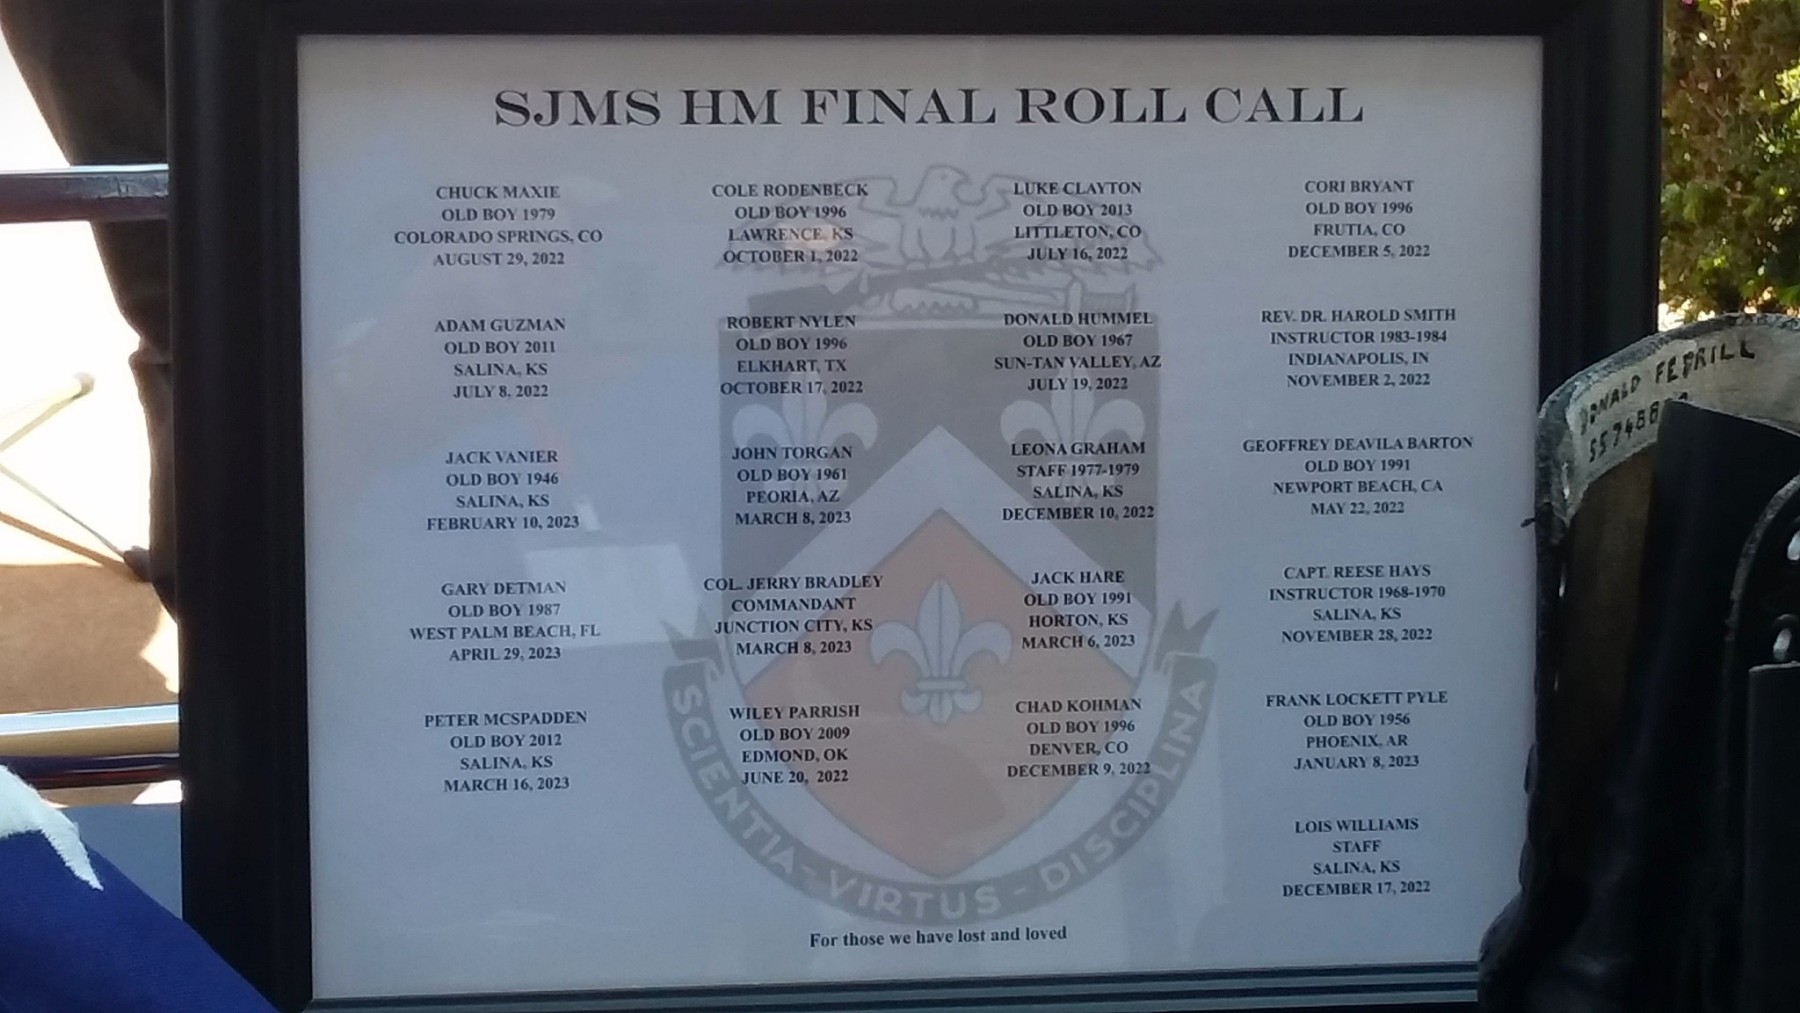 SJMS HM FINAL ROLL CALL
CHUCK MAXIE
OLD BOY 1979
COLORADO SPRINGS, CO
AUGUST 29, 2022
COLE RODENBECK
OLD BOY 1996
LAWRENCE, KS
OCTOBER 1, 2022
LUKE CLAYTON
OLD BOY 2013
LITTLETON, CO
JULY 16, 2022
CORI BRYANT
OLD BOY 1996
FRUTIA, CO
DECEMBER 5, 2022
ADAM GUZMAN
OLD BOY 2011
SALINA, KS
JULY 8, 2022
ROBERT NYLEN
OLD BOY 1996
ELKHART, TX
OCTOBER 17, 2022
DONALD HUMMEL
OLD BOY 1967
SUN-TAN VALLEY, AZ
JULY 19, 2022
REV. DR. HAROLD SMITH
INSTRUCTOR 1983-1984
INDIANAPOLIS, IN
NOVEMBER 2, 2022
JACK VANIER
OLD BOY 1946
SALINA, KS
FEBRUARY 10, 2023
JOHN TORGAN
OLD BOY 1961
PEORIA, AZ
MARCH 8, 2023
LEONA GRAHAM
STAFF 1977-1979
SALINA, KS
DECEMBER 10, 2022
GEOFFREY DEAVILA BARTON
OLD BOY 1991
NEWPORT BEACH, CA
MAY 22, 2022
GARY DETMAN
OLD BOY 1987
WEST PALM BEACH, FL
APRIL 29, 2023
COL. JERRY BRADLEY
COMMANDANT
JUNCTION CITY, KS
MARCH 8, 2023
JACK HARE
OLD BOY 1991
HORTON, KS
MARCH 6, 2023
CAPT. REESE HAYS
INSTRUCTOR 1968-1970
SALINA, KS
NOVEMBER 28, 2022
PETER MCSPADDEN
OLD BOY 2012
SALINA, KS
MARCH 16, 2023
WILEY PARRISH
OLD BOY 2009
EDMOND, OK
JUNE 20, 2022
CHAD KOHMAN
OLD BOY 1996
DENVER, CO
DECEMBER 9, 2022
FRANK LOCKETT PYLE
OLD BOY 1956
PHOENIX, AR
JANUARY 8, 2023
LOIS WILLIAMS
STAFF
SALINA, KS
DECEMBER 17, 2022
SCIENTIA - VIRTUS - DISCIPLINA
For those we have lost and loved
DONALD FEDRILL